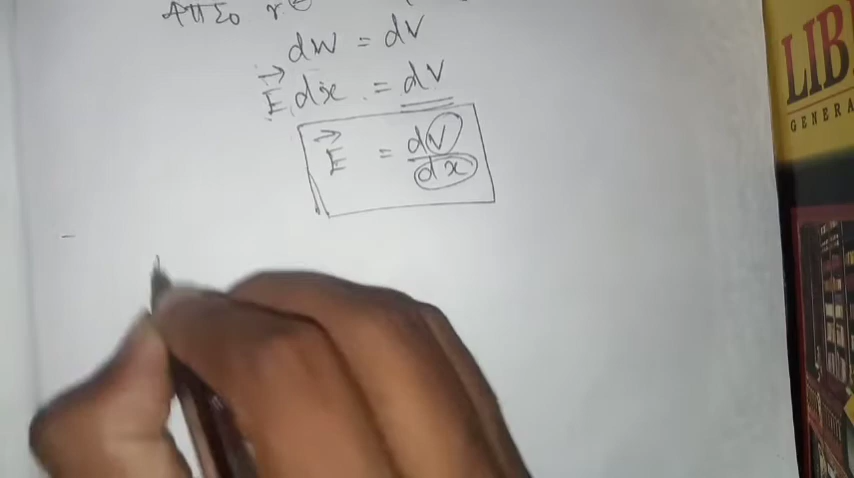 4πε₀ r
dw = dV
E⃗ dx = dV
E⃗ = dV/dx
-
LIB
GENERA